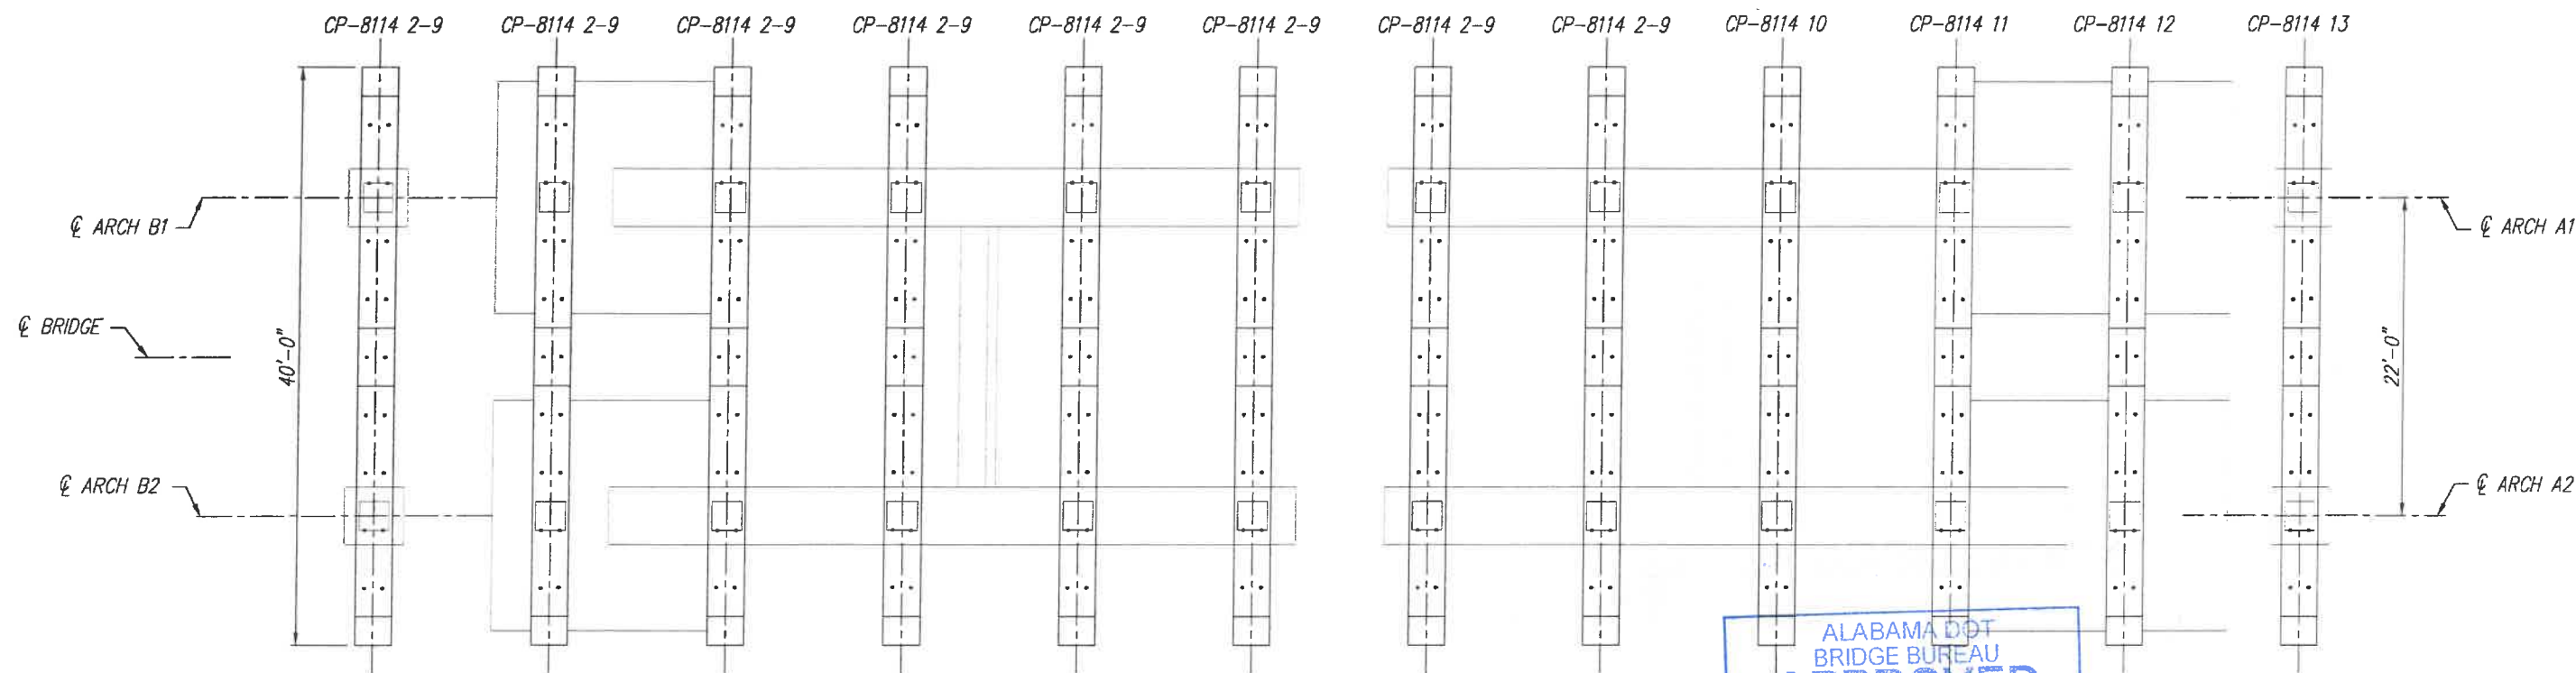 CP-8114 2-9
CP-8114 2-9
CP-8114 2-9
CP-8114 2-9
CP-8114 2-9
CP-8114 2-9
CP-8114 2-9
CP-8114 2-9
CP-8114 10
CP-8114 11
CP-8114 12
CP-8114 13
℄ ARCH B1
℄ ARCH A1
℄ BRIDGE
40'-0"
22'-0"
℄ ARCH B2
℄ ARCH A2
ALABAMA DOT
BRIDGE BUREAU
APPROVED